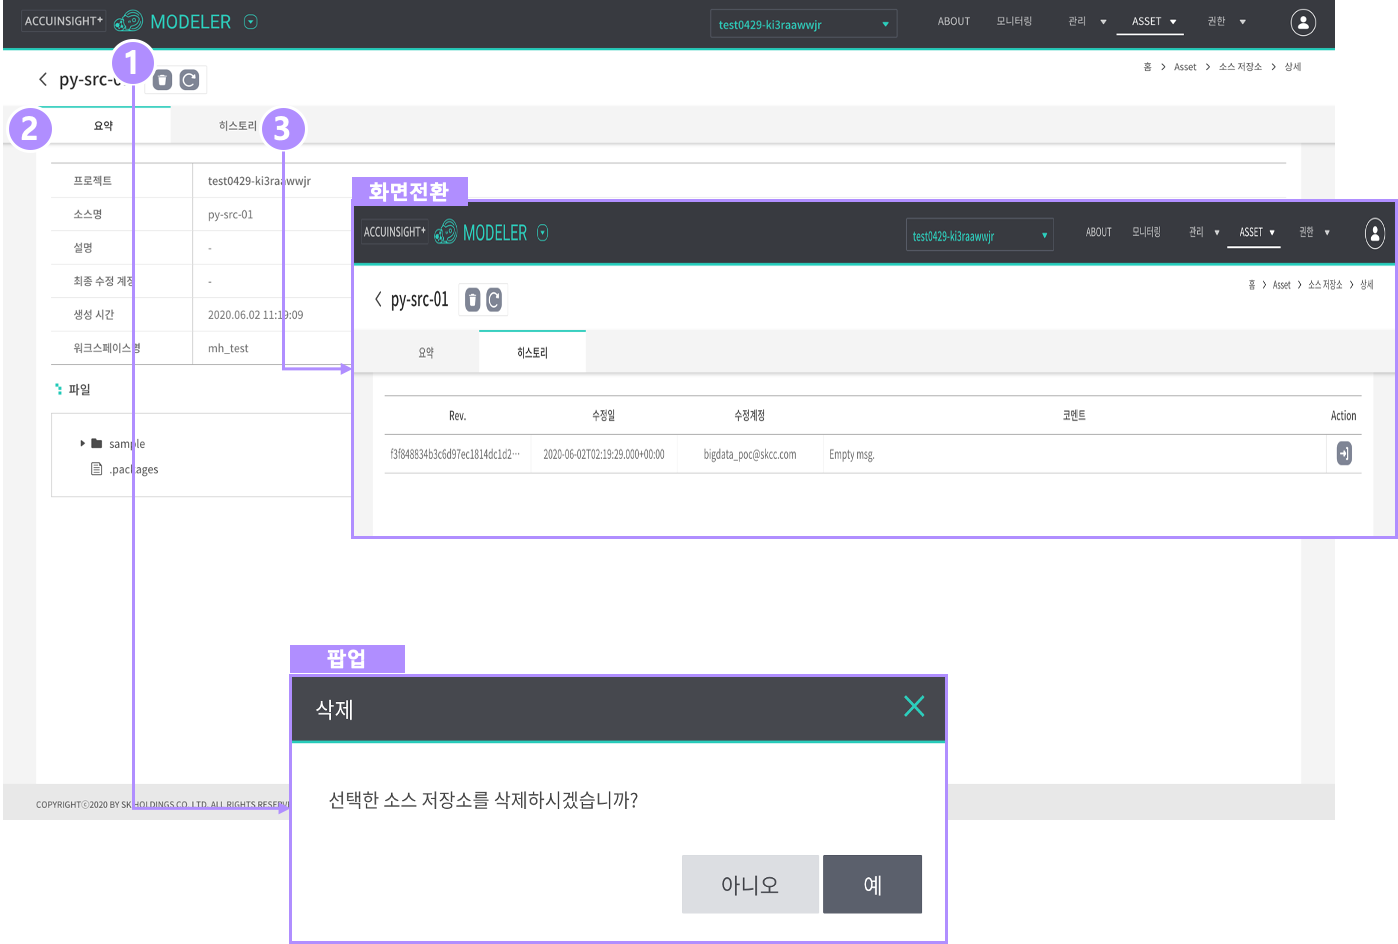 ACCUINSIGHT+ MODELER test0429-ki3raawwjr ABOUT 모니터링 관리 ASSET 권한
1
py-src-0
홈 > Asset > 소스 저장소 > 상세
2 요약 히스토리 3
프로젝트 test0429-ki3raawwjr
소스명 py-src-01
설명 -
최종 수정 계정 -
생성 시간 2020.06.02 11:19:09
워크스페이스명 mh_test
파일
sample
.packages
화면전환
ACCUINSIGHT+ MODELER test0429-ki3raawwjr ABOUT 모니터링 관리 ASSET 권한
py-src-01
홈 > Asset > 소스 저장소 > 상세
요약 히스토리
Rev. 수정일 수정계정 코멘트 Action
f3f848834b3c6d97ec1814dc1d2··· 2020-06-02T02:19:29.000+00:00 bigdata_poc@skcc.com Empty msg.
COPYRIGHTⓒ2020 BY SK HOLDINGS CO. LTD. ALL RIGHTS RESERV
팝업
삭제
선택한 소스 저장소를 삭제하시겠습니까?
아니오 예